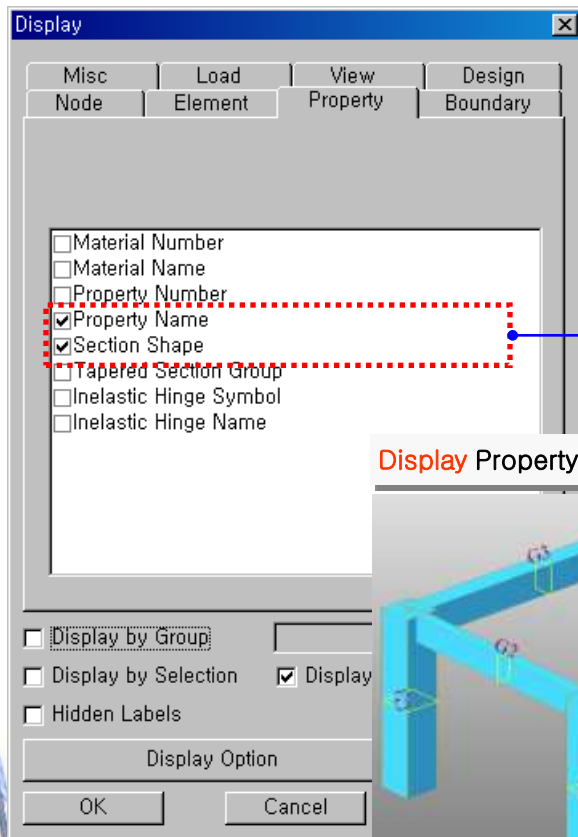 Display
Misc Load View Design
Node Element Property Boundary
Material Number
Material Name
Property Number
Property Name
Section Shape
Tapered Section Group
Inelastic Hinge Symbol
Inelastic Hinge Name
Display Property
G3
G2
Display by Group
Display by Selection Display
Hidden Labels
Display Option
OK Cancel